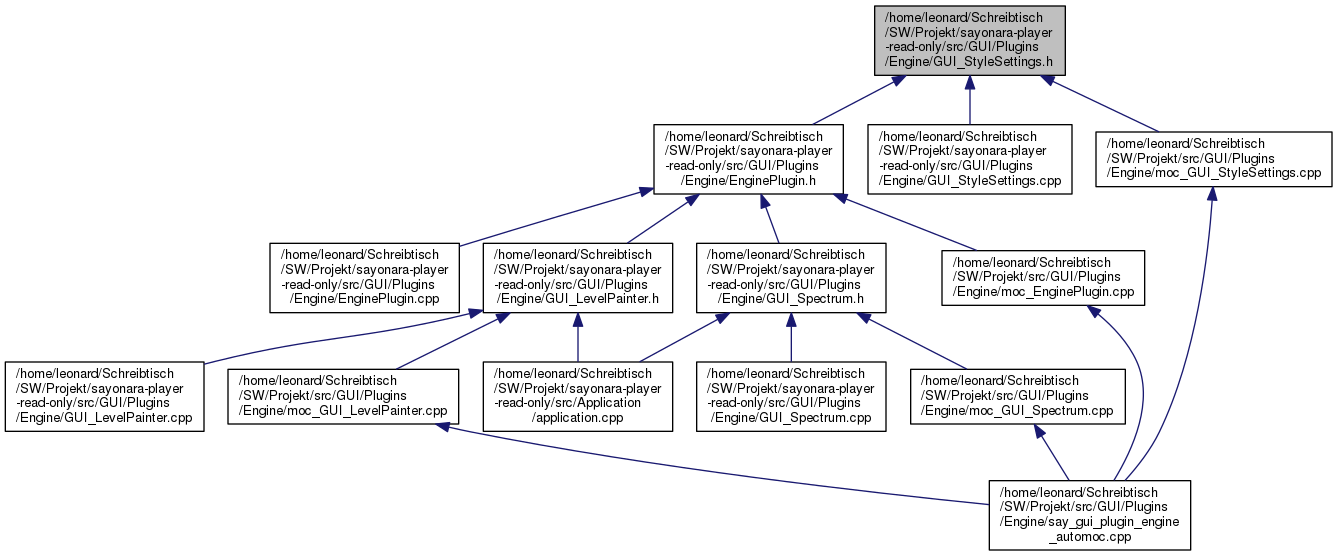 /home/leonard/Schreibtisch
/SW/Projekt/sayonara-player
-read-only/src/GUI/Plugins
/Engine/GUI_StyleSettings.h
/home/leonard/Schreibtisch
/SW/Projekt/sayonara-player
-read-only/src/GUI/Plugins
/Engine/EnginePlugin.h
/home/leonard/Schreibtisch
/SW/Projekt/sayonara-player
-read-only/src/GUI/Plugins
/Engine/GUI_StyleSettings.cpp
/home/leonard/Schreibtisch
/SW/Projekt/src/GUI/Plugins
/Engine/moc_GUI_StyleSettings.cpp
/home/leonard/Schreibtisch
/SW/Projekt/sayonara-player
-read-only/src/GUI/Plugins
/Engine/EnginePlugin.cpp
/home/leonard/Schreibtisch
/SW/Projekt/sayonara-player
-read-only/src/GUI/Plugins
/Engine/GUI_LevelPainter.h
/home/leonard/Schreibtisch
/SW/Projekt/sayonara-player
-read-only/src/GUI/Plugins
/Engine/GUI_Spectrum.h
/home/leonard/Schreibtisch
/SW/Projekt/src/GUI/Plugins
/Engine/moc_EnginePlugin.cpp
/home/leonard/Schreibtisch
/SW/Projekt/sayonara-player
-read-only/src/GUI/Plugins
/Engine/GUI_LevelPainter.cpp
/home/leonard/Schreibtisch
/SW/Projekt/src/GUI/Plugins
/Engine/moc_GUI_LevelPainter.cpp
/home/leonard/Schreibtisch
/SW/Projekt/sayonara-player
-read-only/src/Application
/application.cpp
/home/leonard/Schreibtisch
/SW/Projekt/sayonara-player
-read-only/src/GUI/Plugins
/Engine/GUI_Spectrum.cpp
/home/leonard/Schreibtisch
/SW/Projekt/src/GUI/Plugins
/Engine/moc_GUI_Spectrum.cpp
/home/leonard/Schreibtisch
/SW/Projekt/src/GUI/Plugins
/Engine/say_gui_plugin_engine
_automoc.cpp